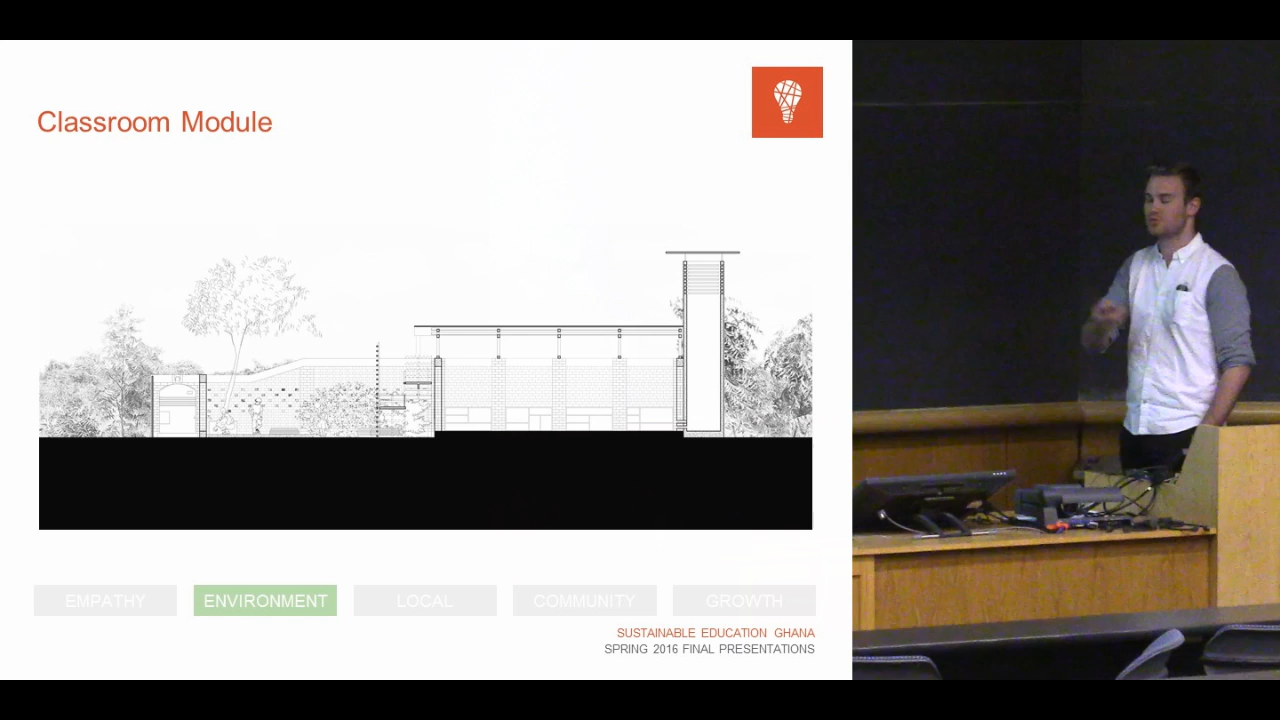 Classroom Module
EMPATHY
ENVIRONMENT
LOCAL
COMMUNITY
GROWTH
SUSTAINABLE EDUCATION GHANA
SPRING 2016 FINAL PRESENTATIONS